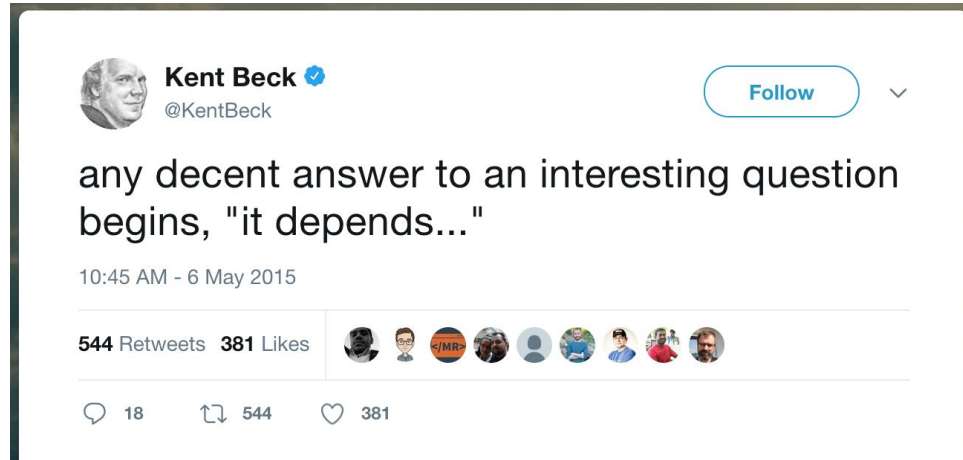 Kent Beck
@KentBeck
Follow
any decent answer to an interesting question
begins, "it depends..."
10:45 AM - 6 May 2015
544 Retweets 381 Likes
</MR>
18 544 381